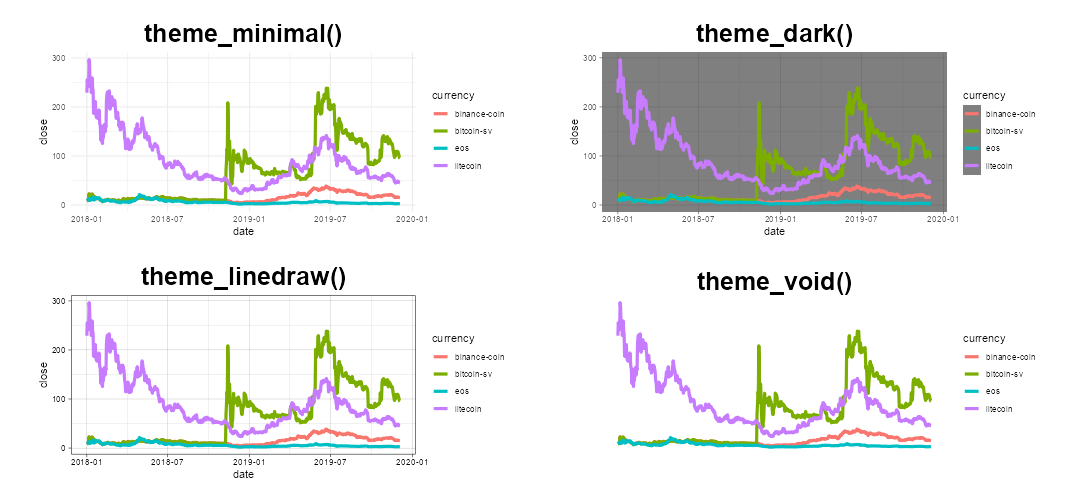 theme_minimal()
300
200
100
0
close
2018-01
2018-07
2019-01
2019-07
2020-01
date
currency
binance-coin
bitcoin-sv
eos
litecoin
theme_dark()
300
200
100
0
close
2018-01
2018-07
2019-01
2019-07
2020-01
date
currency
binance-coin
bitcoin-sv
eos
litecoin
theme_linedraw()
300
200
100
0
close
2018-01
2018-07
2019-01
2019-07
2020-01
date
currency
binance-coin
bitcoin-sv
eos
litecoin
theme_void()
currency
binance-coin
bitcoin-sv
eos
litecoin